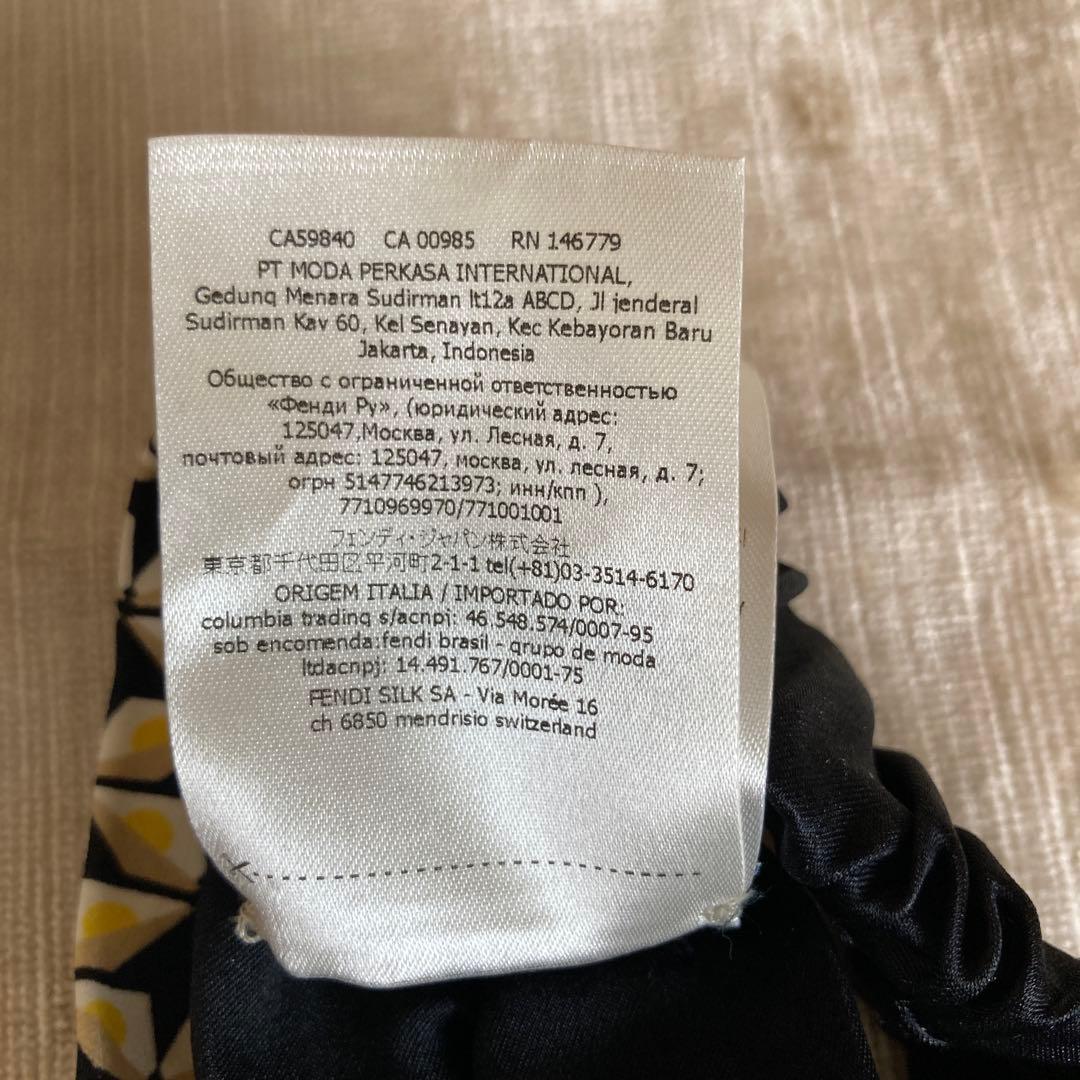 CA59840 CA 00985 RN 146779
PT MODA PERKASA INTERNATIONAL,
Gedung Menara Sudirman lt12a ABCD, Jl jenderal
Sudirman Kav 60, Kel Senayan, Kec Kebayoran Baru
Jakarta, Indonesia
Общество с ограниченной ответственностью
«Фенди Ру», (юридический адрес:
125047,Москва, ул. Лесная, д. 7,
почтовый адрес: 125047, москва, ул. лесная, д. 7;
огрн 5147746213973; инн/кпп ),
7710969970/771001001
フェンディ・ジャパン株式会社
東京都千代田区平河町2-1-1 tel(+81)03-3514-6170
ORIGEM ITALIA / IMPORTADO POR:
columbia trading s/acnpj: 46.548.574/0007-95
sob encomenda:fendi brasil - grupo de moda
ltdacnpj: 14.491.767/0001-75
FENDI SILK SA - Via Morée 16
ch 6850 mendrisio switzerland